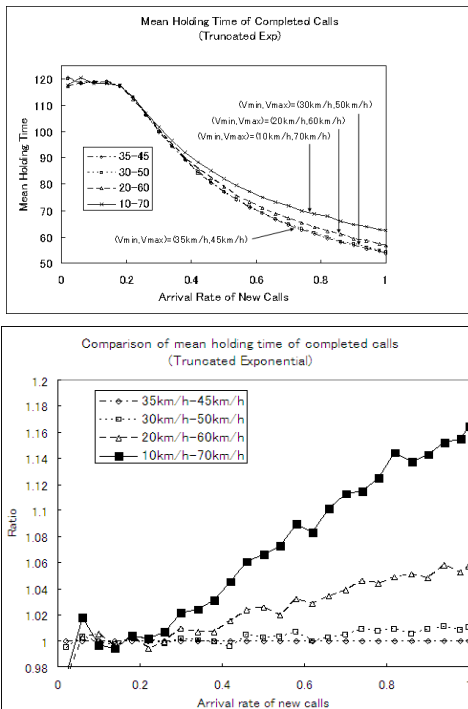 Mean Holding Time of Completed Calls
(Truncated Exp)
120
110
100
90
80
70
60
50
Mean Holding Time
(Vmin,Vmax)=(30km/h,50km/h)
(Vmin,Vmax)=(20km/h,60km/h)
(Vmin,Vmax)=(10km/h,70km/h)
35-45
30-50
20-60
10-70
(Vmin,Vmax)=(35km/h,45km/h)
0 0.2 0.4 0.6 0.8 1
Arrival Rate of New Calls
Comparison of mean holding time of completed calls
(Truncated Exponential)
1.2
1.18
1.16
1.14
1.12
1.1
1.08
1.06
1.04
1.02
1
0.98
Ratio
35km/h-45km/h
30km/h-50km/h
20km/h-60km/h
10km/h-70km/h
0 0.2 0.4 0.6 0.8 1
Arrival rate of new calls